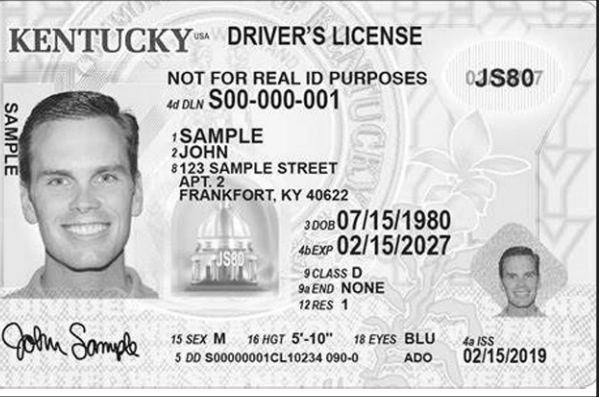 KENTUCKY USA DRIVER'S LICENSE
NOT FOR REAL ID PURPOSES
4d DLN S00-000-001
JS80
SAMPLE
1 SAMPLE
2 JOHN
8 123 SAMPLE STREET
APT. 2
FRANKFORT, KY 40622
3 DOB 07/15/1980
4b EXP 02/15/2027
JS80
9 CLASS D
9a END NONE
12 RES 1
John Sample
15 SEX M 16 HGT 5'-10" 18 EYES BLU 4a ISS
5 DD S00000001CL10234 090-0 ADO 02/15/2019